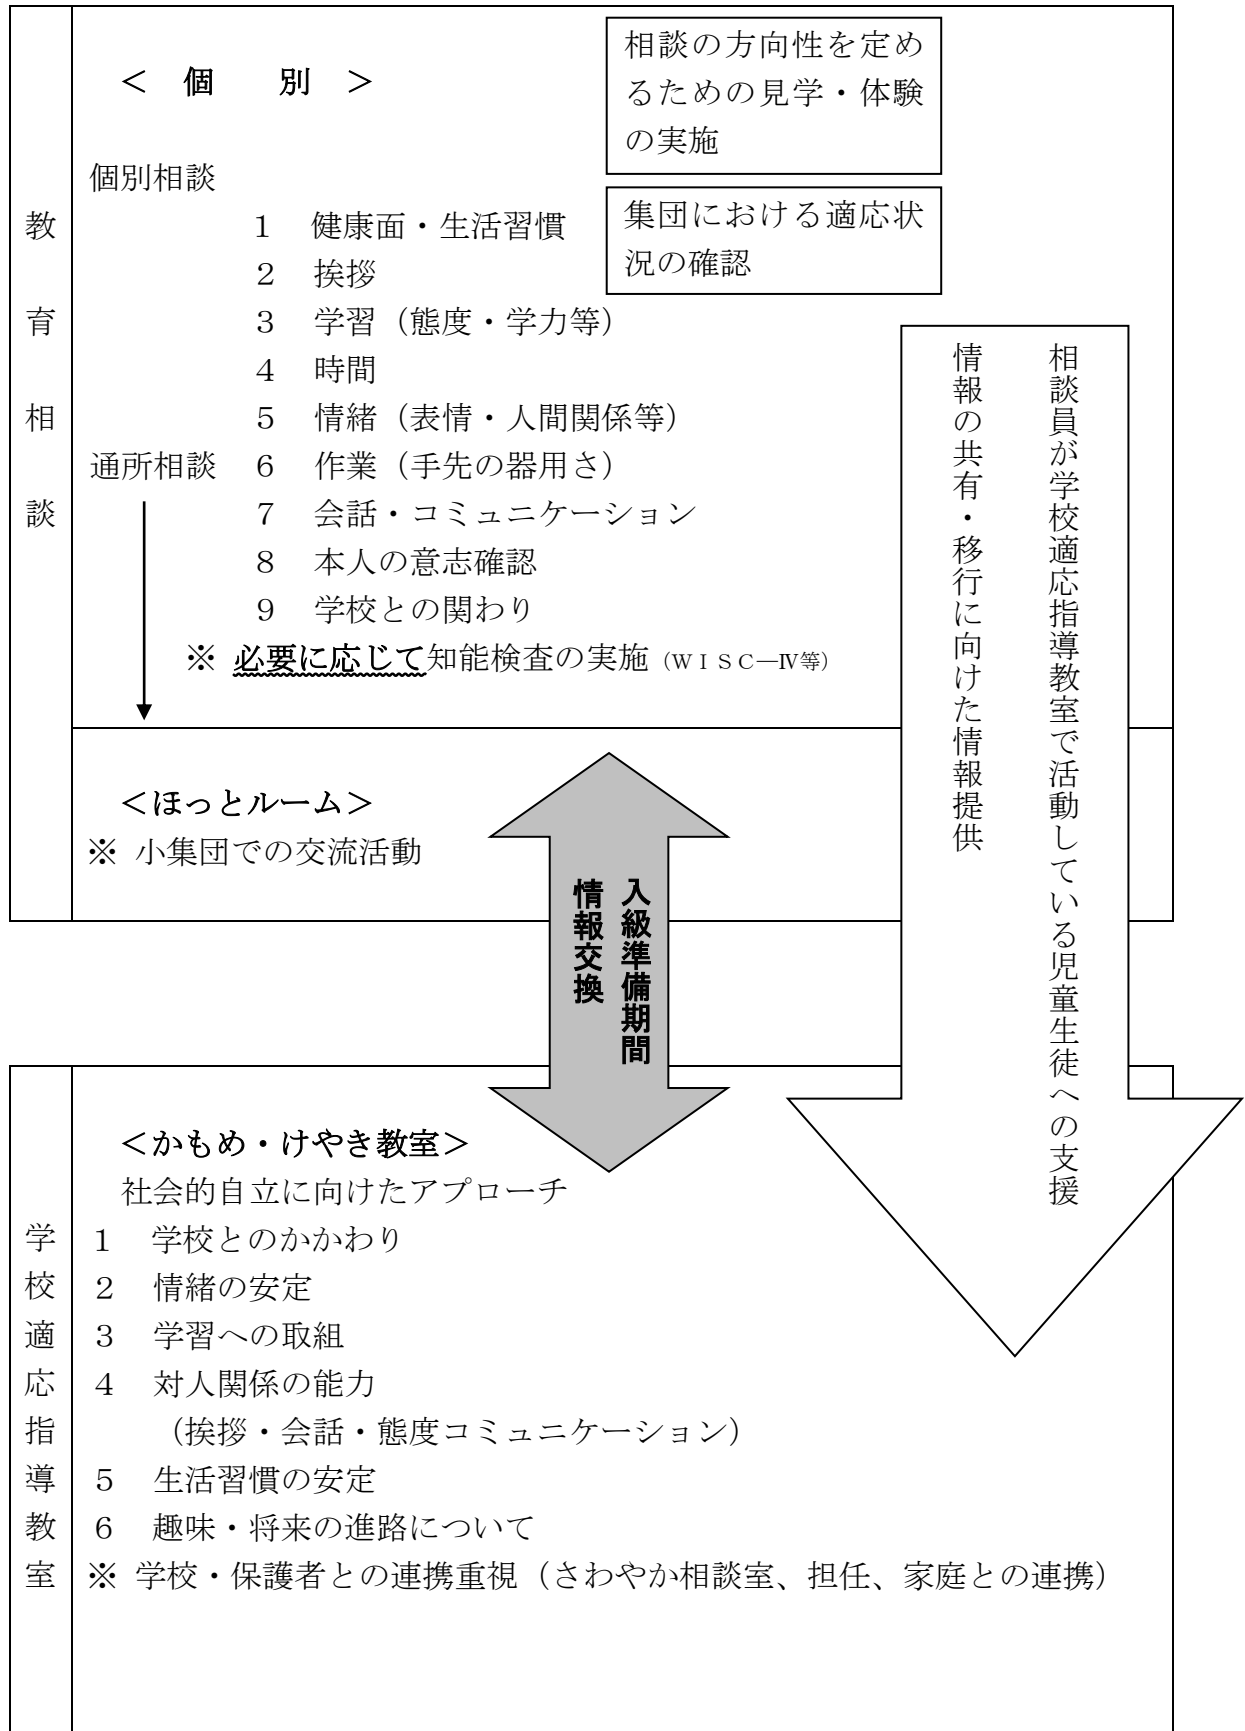 教育相談
＜　個　　別　＞
相談の方向性を定め
るための見学・体験
の実施
個別相談
集団における適応状
況の確認
１　健康面・生活習慣
２　挨拶
３　学習（態度・学力等）
４　時間
５　情緒（表情・人間関係等）
通所相談　６　作業（手先の器用さ）
７　会話・コミュニケーション
８　本人の意志確認
９　学校との関わり
※ 必要に応じて知能検査の実施（ＷＩＳＣ―Ⅳ等）
相談員が学校適応指導教室で活動している児童生徒への支援
情報の共有・移行に向けた情報提供
＜ほっとルーム＞
※ 小集団での交流活動
入級準備期間
情報交換
学校適応指導教室
＜かもめ・けやき教室＞
社会的自立に向けたアプローチ
１　学校とのかかわり
２　情緒の安定
３　学習への取組
４　対人関係の能力
（挨拶・会話・態度コミュニケーション）
５　生活習慣の安定
６　趣味・将来の進路について
※ 学校・保護者との連携重視（さわやか相談室、担任、家庭との連携）